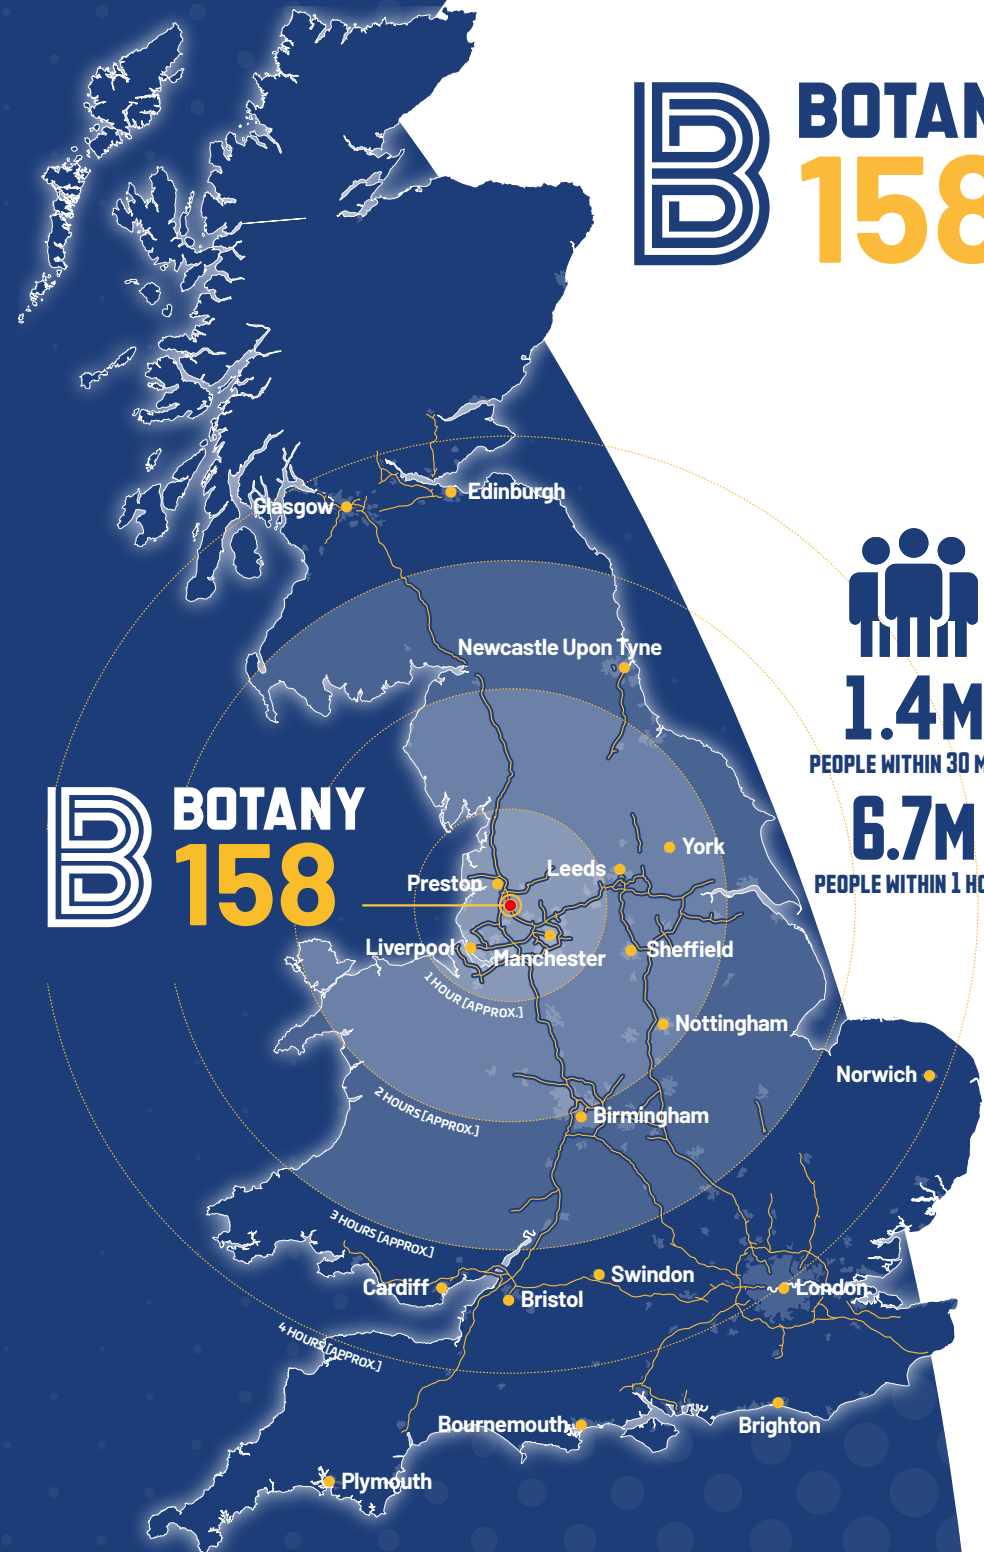 BOTAN
158
Edinburgh
Glasgow
Newcastle Upon Tyne
1.4M
PEOPLE WITHIN 30 M
6.7M
PEOPLE WITHIN 1 HO
BOTANY
158
York
Leeds
Preston
Liverpool
Manchester
Sheffield
1 HOUR [APPROX.]
Nottingham
Norwich
2 HOURS [APPROX.]
Birmingham
3 HOURS [APPROX.]
Swindon
Cardiff
London
Bristol
4 HOURS [APPROX.]
Bournemouth
Brighton
Plymouth